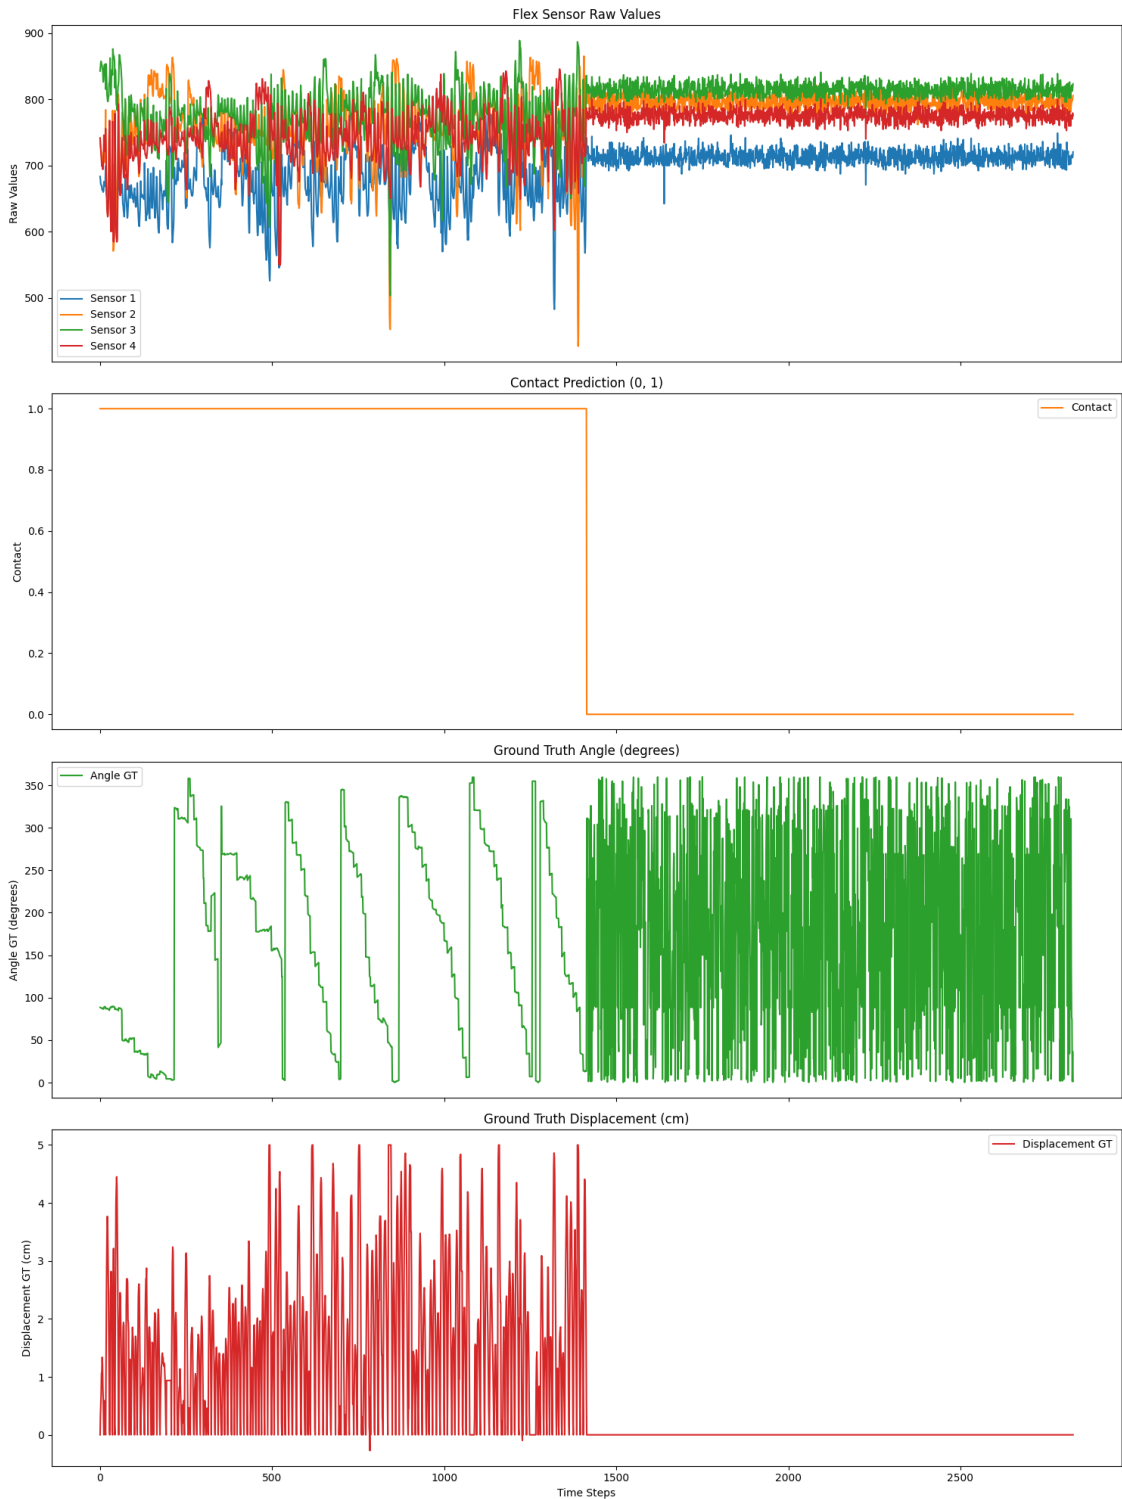 Flex Sensor Raw Values
900
800
700
600
500
Raw Values
Sensor 1
Sensor 2
Sensor 3
Sensor 4
Contact Prediction (0, 1)
1.0
0.8
0.6
0.4
0.2
0.0
Contact
Contact
Ground Truth Angle (degrees)
350
300
250
200
150
100
50
0
Angle GT (degrees)
Angle GT
Ground Truth Displacement (cm)
5
4
3
2
1
0
Displacement GT (cm)
Displacement GT
0
500
1000
1500
2000
2500
Time Steps